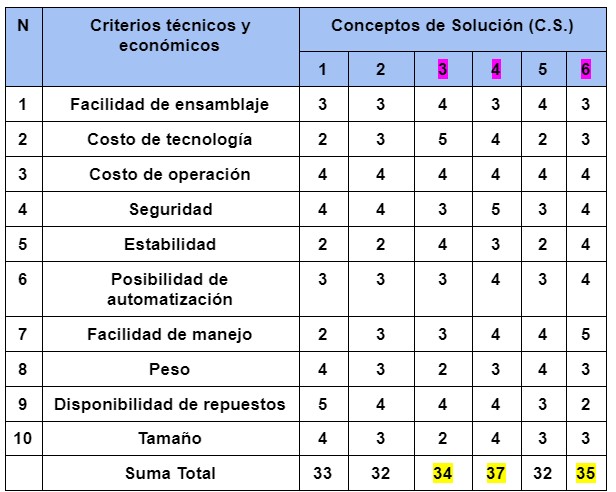 N Criterios técnicos y económicos Conceptos de Solución (C.S.)
1 2 3 4 5 6
1 Facilidad de ensamblaje 3 3 4 3 4 3
2 Costo de tecnología 2 3 5 4 2 3
3 Costo de operación 4 4 4 4 4 4
4 Seguridad 4 4 3 5 3 4
5 Estabilidad 2 2 4 3 2 4
6 Posibilidad de automatización 3 3 3 4 3 4
7 Facilidad de manejo 2 3 3 4 4 5
8 Peso 4 3 2 3 4 3
9 Disponibilidad de repuestos 5 4 4 4 3 2
10 Tamaño 4 3 2 4 3 3
Suma Total 33 32 34 37 32 35